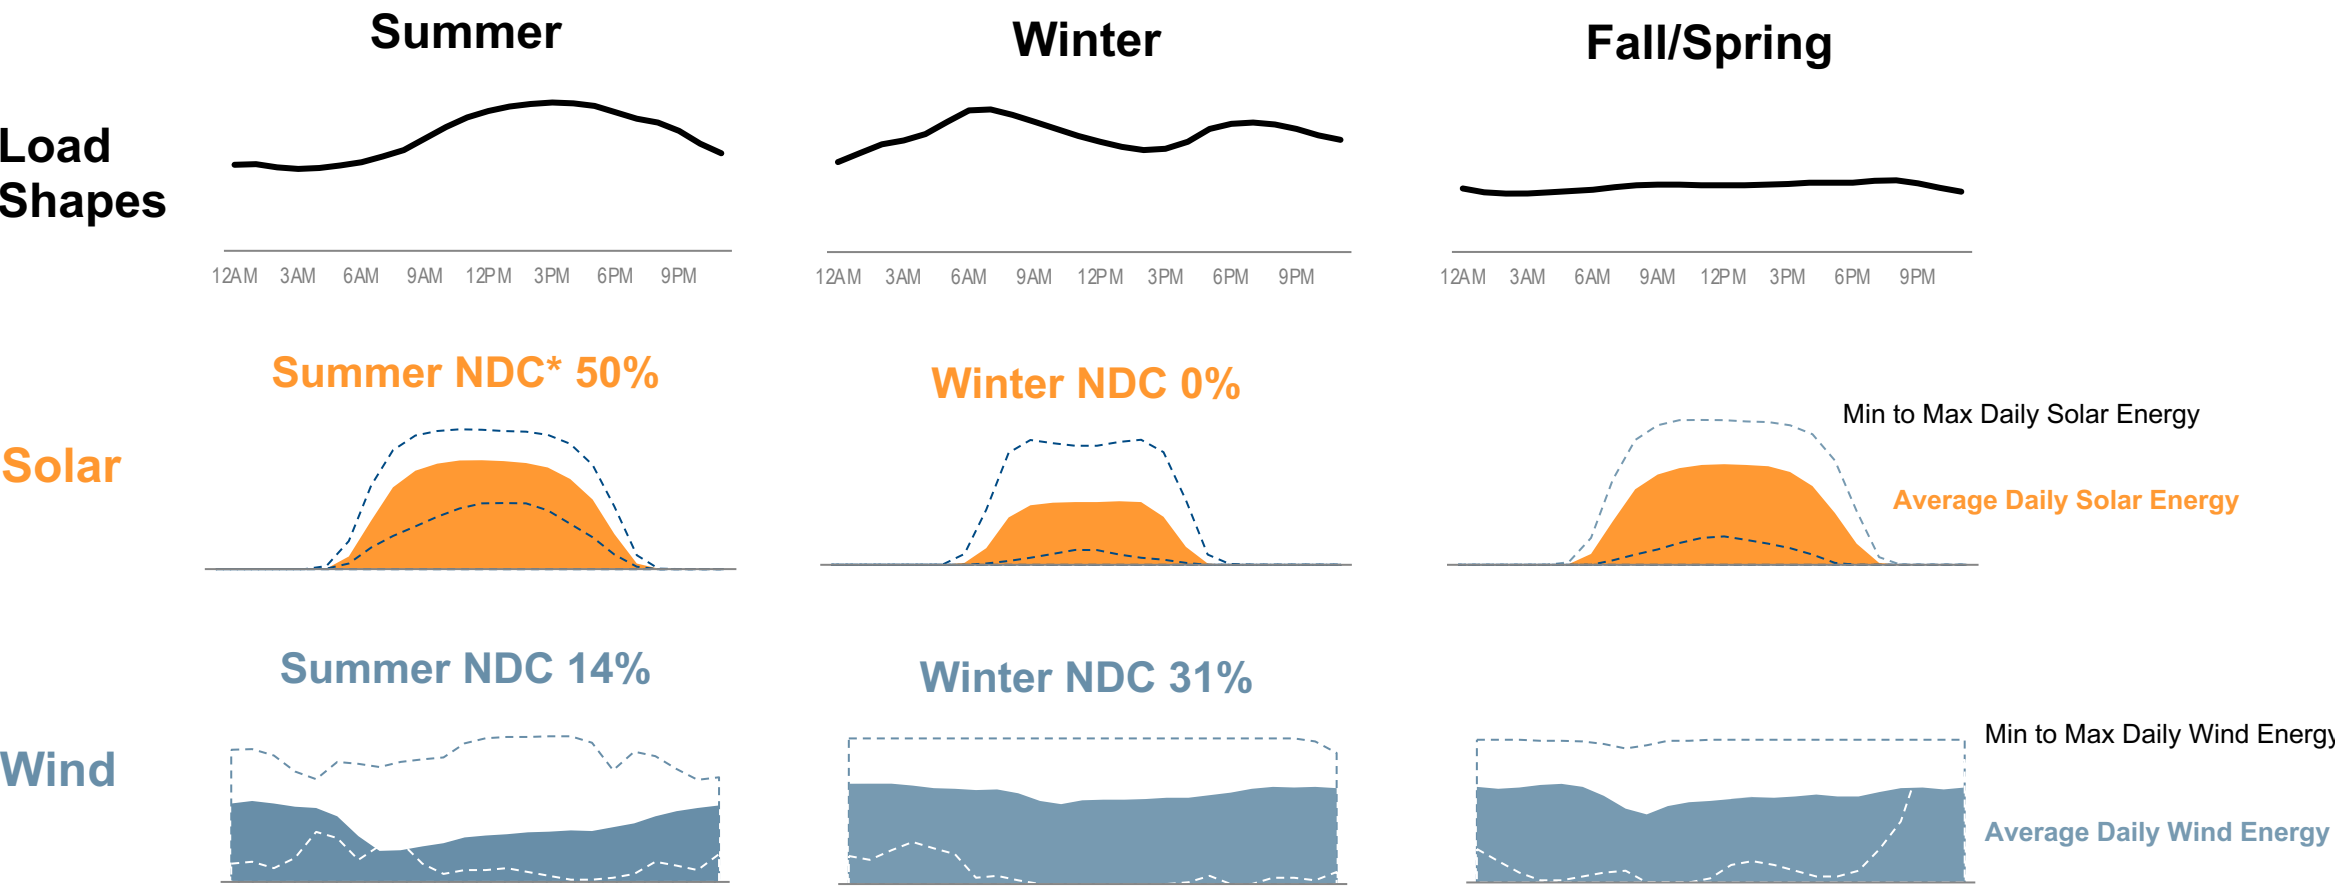 Summer
Winter
Fall/Spring
Load
Shapes
12AM 3AM 6AM 9AM 12PM 3PM 6PM 9PM
12AM 3AM 6AM 9AM 12PM 3PM 6PM 9PM
12AM 3AM 6AM 9AM 12PM 3PM 6PM 9PM
Summer NDC* 50%
Winter NDC 0%
Min to Max Daily Solar Energy
Solar
Average Daily Solar Energy
Summer NDC 14%
Winter NDC 31%
Min to Max Daily Wind Energy
Wind
Average Daily Wind Energy